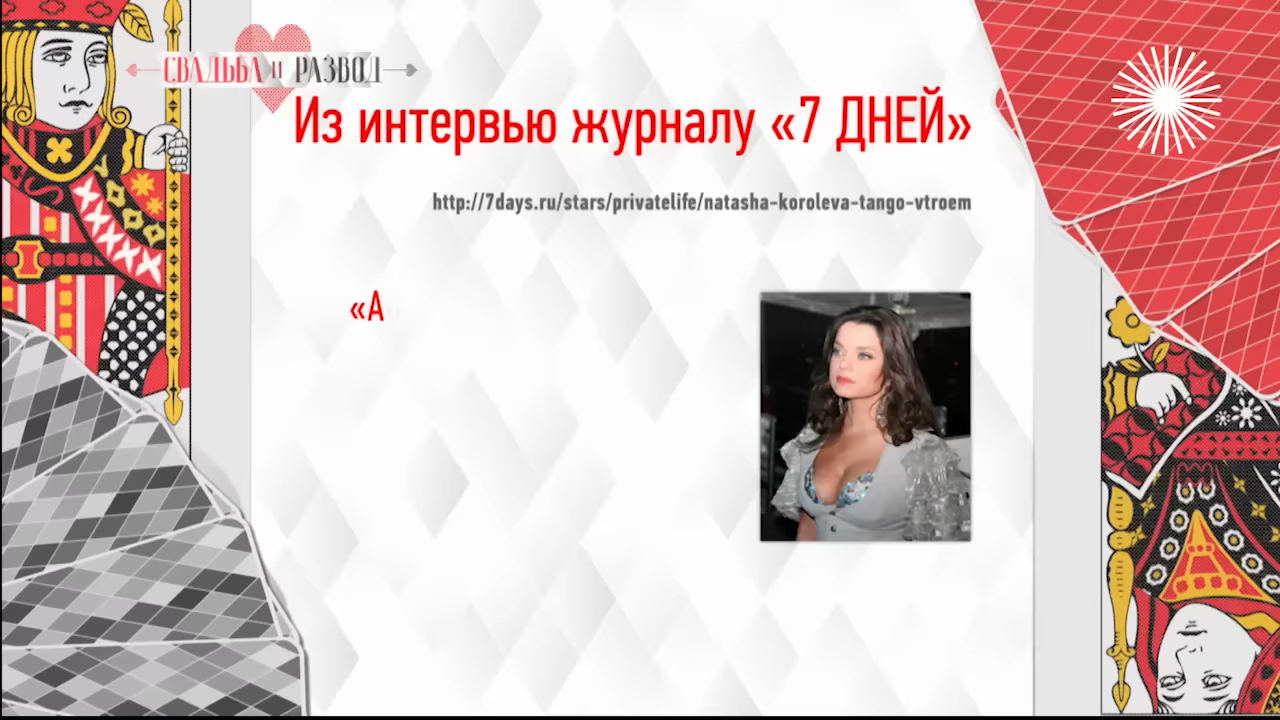 СВАДЬБА И РАЗВОД
Из интервью журналу «7 ДНЕЙ»
http://7days.ru/stars/privatelife/natasha-koroleva-tango-vtroem
«А